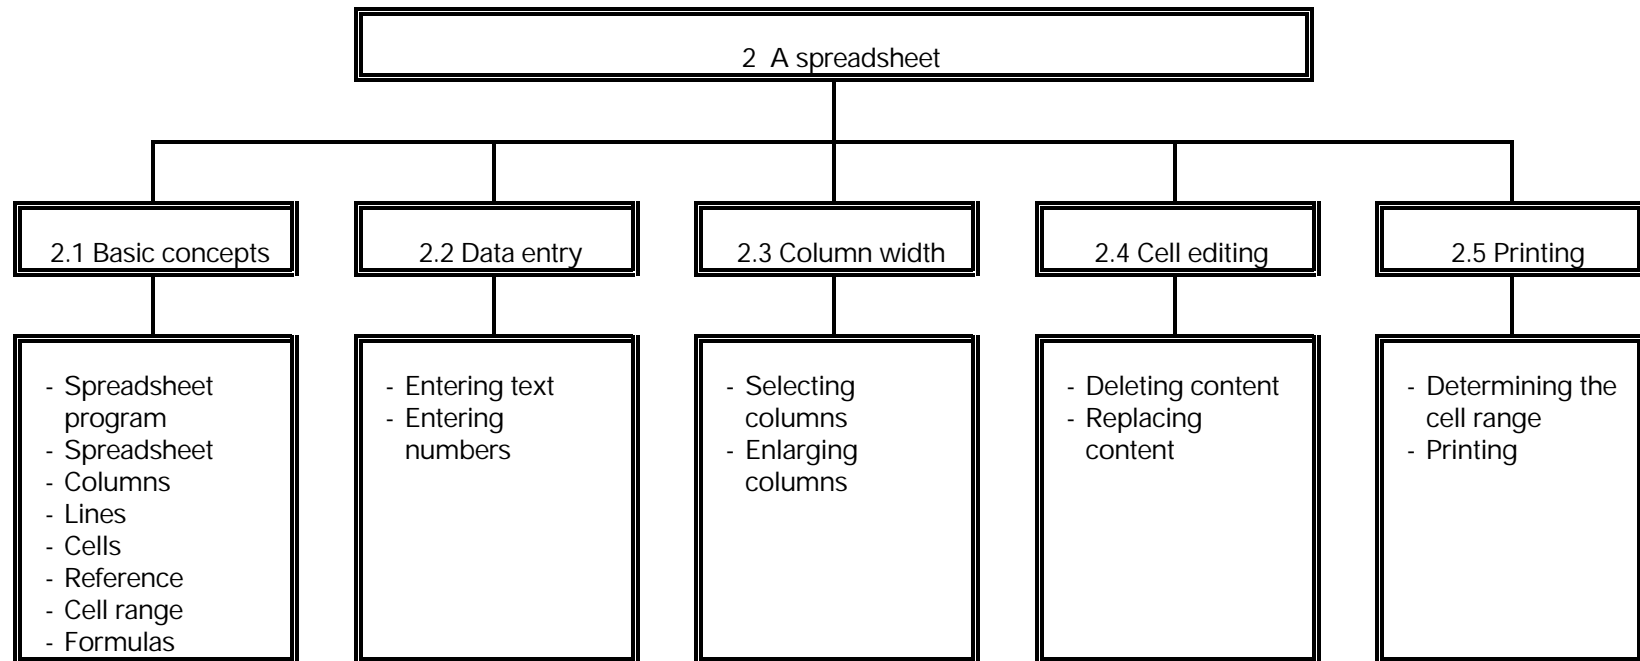 2 A spreadsheet
2.1 Basic concepts
2.2 Data entry
2.3 Column width
2.4 Cell editing
2.5 Printing
- Spreadsheet
program
- Spreadsheet
- Columns
- Lines
- Cells
- Reference
- Cell range
- Formulas
- Entering text
- Entering
numbers
- Selecting
columns
- Enlarging
columns
- Deleting content
- Replacing
content
- Determining the
cell range
- Printing